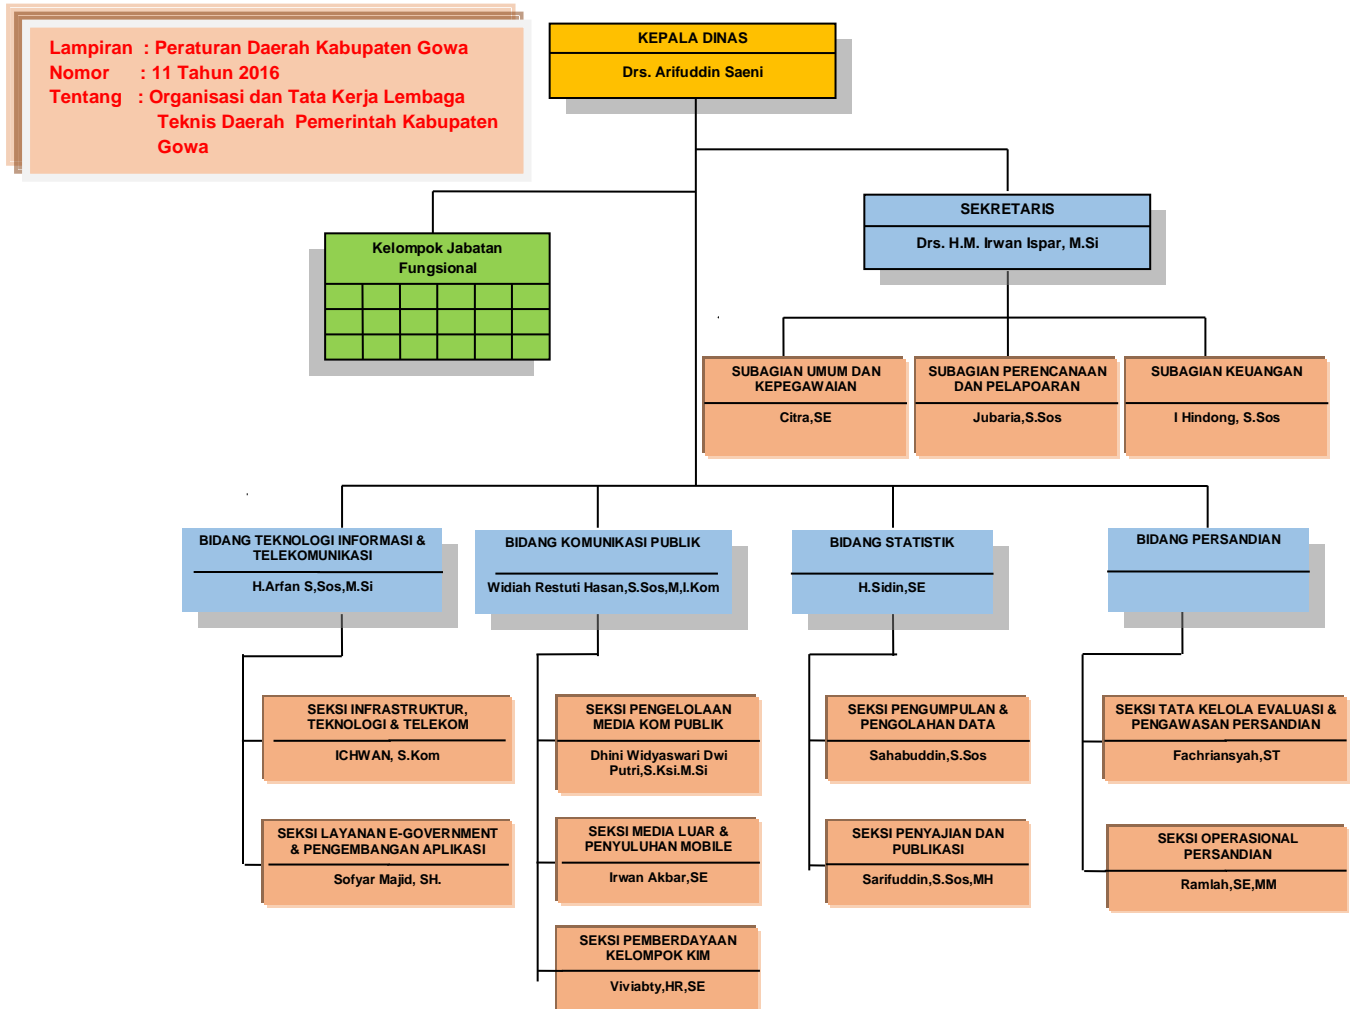 Lampiran : Peraturan Daerah Kabupaten Gowa
Nomor : 11 Tahun 2016
Tentang : Organisasi dan Tata Kerja Lembaga
Teknis Daerah Pemerintah Kabupaten
Gowa
KEPALA DINAS
Drs. Arifuddin Saeni
SEKRETARIS
Drs. H.M. Irwan Ispar, M.Si
Kelompok Jabatan
Fungsional
SUBAGIAN UMUM DAN
KEPEGAWAIAN
Citra,SE
SUBAGIAN PERENCANAAN
DAN PELAPOARAN
Jubaria,S.Sos
SUBAGIAN KEUANGAN
I Hindong, S.Sos
BIDANG TEKNOLOGI INFORMASI &
TELEKOMUNIKASI
H.Arfan S,Sos,M.Si
BIDANG KOMUNIKASI PUBLIK
Widiah Restuti Hasan,S.Sos,M,I.Kom
BIDANG STATISTIK
H.Sidin,SE
BIDANG PERSANDIAN
SEKSI INFRASTRUKTUR,
TEKNOLOGI & TELEKOM
ICHWAN, S.Kom
SEKSI PENGELOLAAN
MEDIA KOM PUBLIK
Dhini Widyaswari Dwi
Putri,S.Ksi.M.Si
SEKSI PENGUMPULAN &
PENGOLAHAN DATA
Sahabuddin,S.Sos
SEKSI TATA KELOLA EVALUASI &
PENGAWASAN PERSANDIAN
Fachriansyah,ST
SEKSI LAYANAN E-GOVERNMENT
& PENGEMBANGAN APLIKASI
Sofyar Majid, SH.
SEKSI MEDIA LUAR &
PENYULUHAN MOBILE
Irwan Akbar,SE
SEKSI PENYAJIAN DAN
PUBLIKASI
Sarifuddin,S.Sos,MH
SEKSI OPERASIONAL
PERSANDIAN
Ramlah,SE,MM
SEKSI PEMBERDAYAAN
KELOMPOK KIM
Viviabty,HR,SE